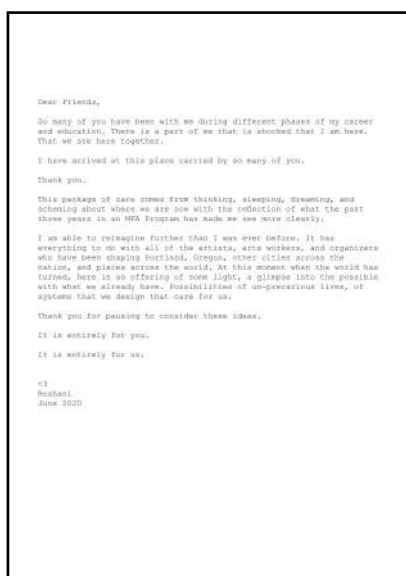 Dear Friends,
So many of you have been with me during different phases of my career
and education. There is a part of me that is shocked that I am here.
That we are here together.
I have arrived at this place carried by so many of you.
Thank you.
This package of care comes from thinking, sleeping, dreaming, and
scheming about where we are now with the reflection of what the past
three years in an MFA Program has made me see more clearly.
I am able to reimagine further than I was ever before. It has
everything to do with all of the artists, arts workers, and organizers
who have been shaping Portland, Oregon, other cities across the
nation, and places across the world. At this moment when the world has
turned, here is an offering of some light, a glimpse into the possible
with what we already have. Possibilities of un-precarious lives, of
systems that we design that care for us.
Thank you for pausing to consider these ideas.
It is entirely for you.
It is entirely for us.
<3
Roshani
June 2020